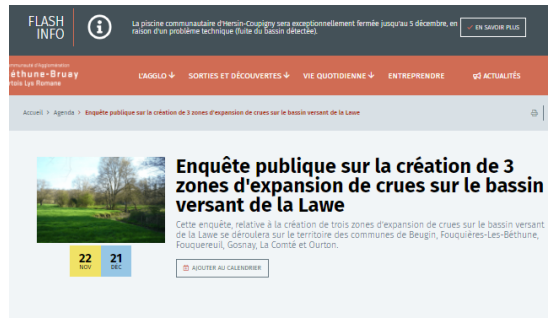 FLASH
INFO
La piscine communautaire d'Hersin-Coupigny sera exceptionnellement fermée jusqu'au 5 décembre, en
raison d'un problème technique (fuite du bassin détectée).
EN SAVOIR PLUS
Communauté d'Agglomération
Béthune-Bruay
Artois Lys Romane
L'AGGLO
SORTIES ET DÉCOUVERTES
VIE QUOTIDIENNE
ENTREPRENDRE
ACTUALITÉS
Accueil > Agenda > Enquête publique sur la création de 3 zones d'expansion de crues sur le bassin versant de la Lawe
Enquête publique sur la création de 3
zones d'expansion de crues sur le bassin
versant de la Lawe
Cette enquête, relative à la création de trois zones d'expansion de crues sur le bassin versant
de la Lawe se déroulera sur le territoire des communes de Beugin, Fouquières-Les-Béthune,
Fouquereuil, Gosnay, La Comté et Ourton.
22
NOV
21
DEC
AJOUTER AU CALENDRIER